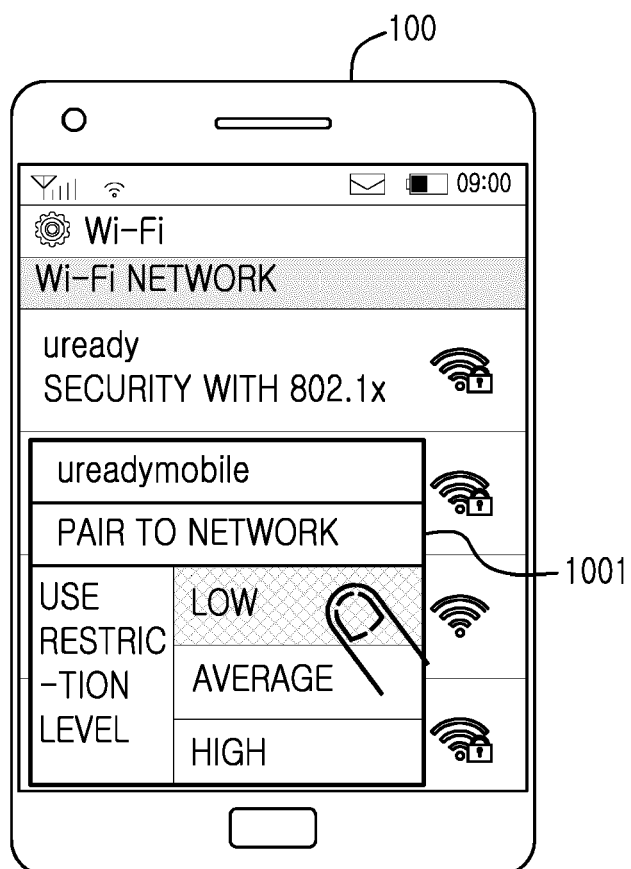 100
09:00
Wi-Fi
Wi-Fi NETWORK
uready
SECURITY WITH 802.1x
ureadymobile
PAIR TO NETWORK
1001
USE
RESTRIC
-TION
LEVEL
LOW
AVERAGE
HIGH